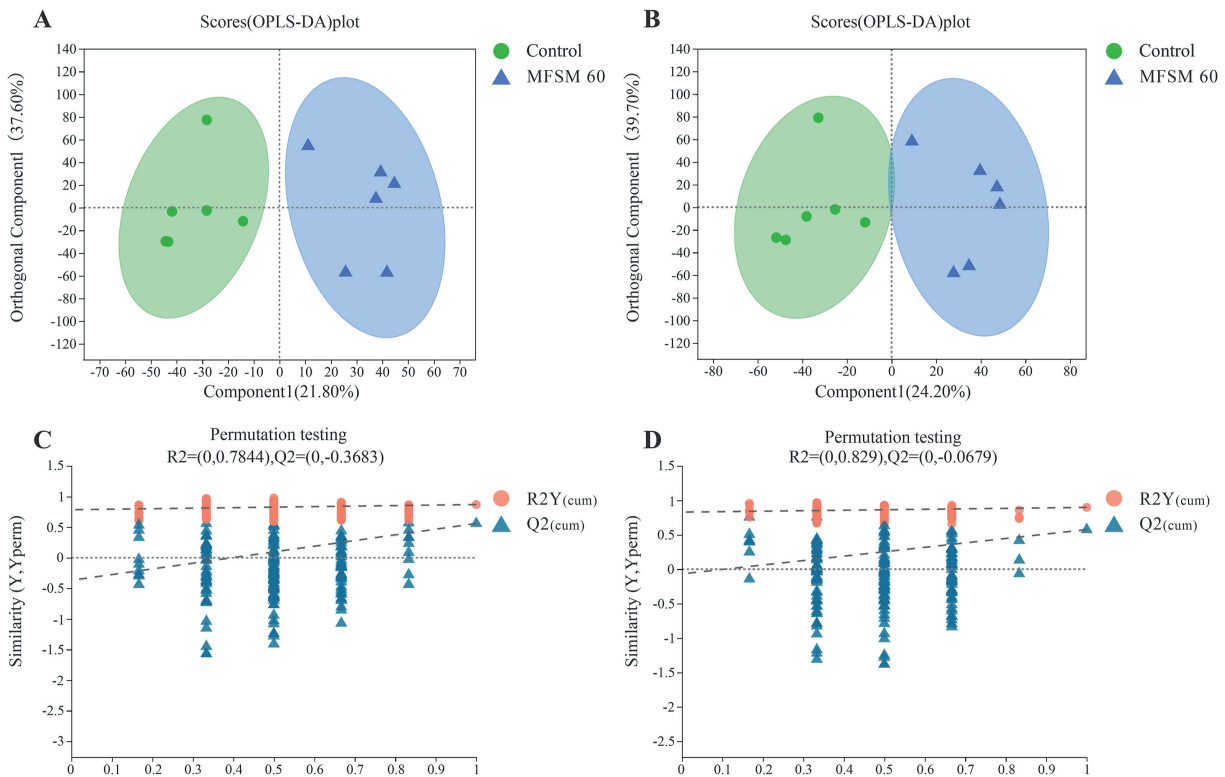 A
Scores(OPLS-DA)plot
Control
MFSM 60
140
120
100
80
60
40
20
0
-20
-40
-60
-80
-100
-120
Orthogonal Component1 (37.60%)
-70 -60 -50 -40 -30 -20 -10 0 10 20 30 40 50 60 70
Component1(21.80%)
B
Scores(OPLS-DA)plot
Control
MFSM 60
140
120
100
80
60
40
20
0
-20
-40
-60
-80
-100
-120
Orthogonal Component1 (39.70%)
-80 -60 -40 -20 0 20 40 60 80
Component1(24.20%)
C
Permutation testing
R2=(0,0.7844),Q2=(0,-0.3683)
R2Y(cum)
Q2(cum)
1.5
1
0.5
0
-0.5
-1
-1.5
-2
-2.5
-3
Similarity (Y,Yperm)
0 0.1 0.2 0.3 0.4 0.5 0.6 0.7 0.8 0.9 1
D
Permutation testing
R2=(0,0.829),Q2=(0,-0.0679)
R2Y(cum)
Q2(cum)
1.5
1
0.5
0
-0.5
-1
1.5
-2
-2.5
Similarity (Y,Yperm)
0 0.1 0.2 0.3 0.4 0.5 0.6 0.7 0.8 0.9 1